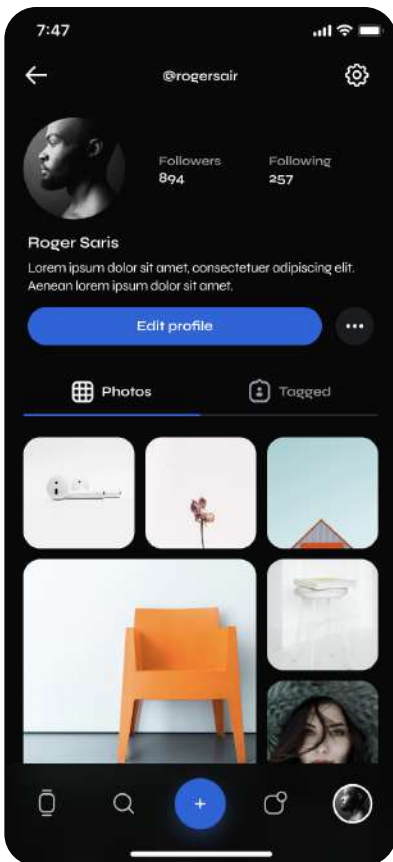 7:47
@rogersair
Followers
894
Following
257
Roger Saris
Lorem ipsum dolor sit amet, consectetuer adipiscing elit.
Aenean lorem ipsum dolor sit amet.
Edit profile
Photos
Tagged